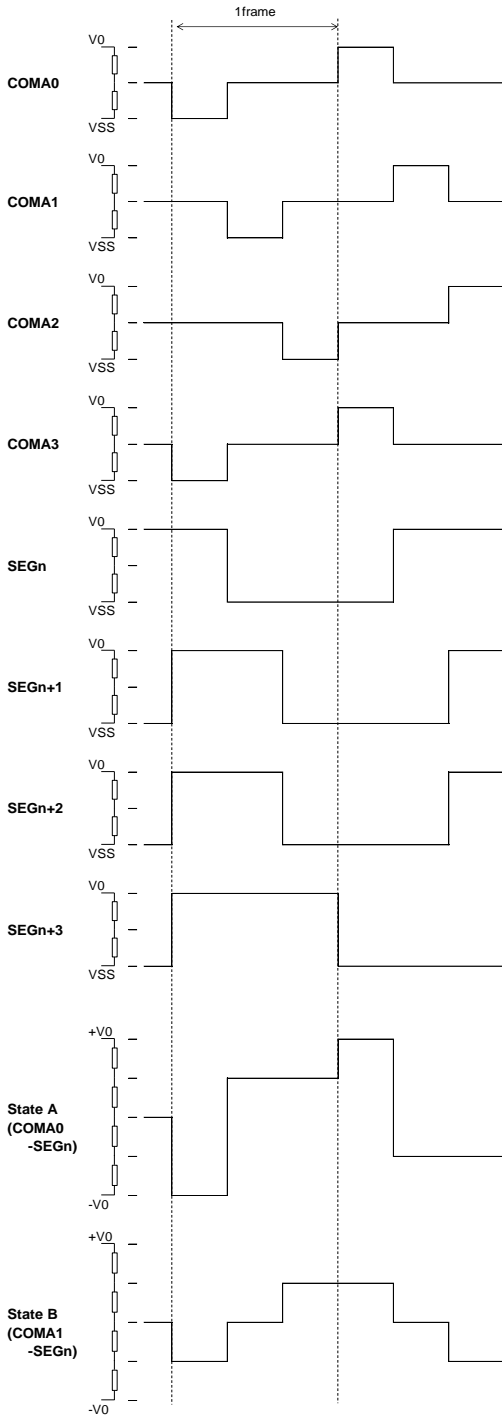 1frame
V0
COMA0
VSS
V0
COMA1
VSS
V0
COMA2
VSS
V0
COMA3
VSS
V0
SEGn
VSS
V0
SEGn+1
VSS
V0
SEGn+2
VSS
V0
SEGn+3
VSS
+V0
State A
(COMA0
-SEGn)
-V0
+V0
State B
(COMA1
-SEGn)
-V0